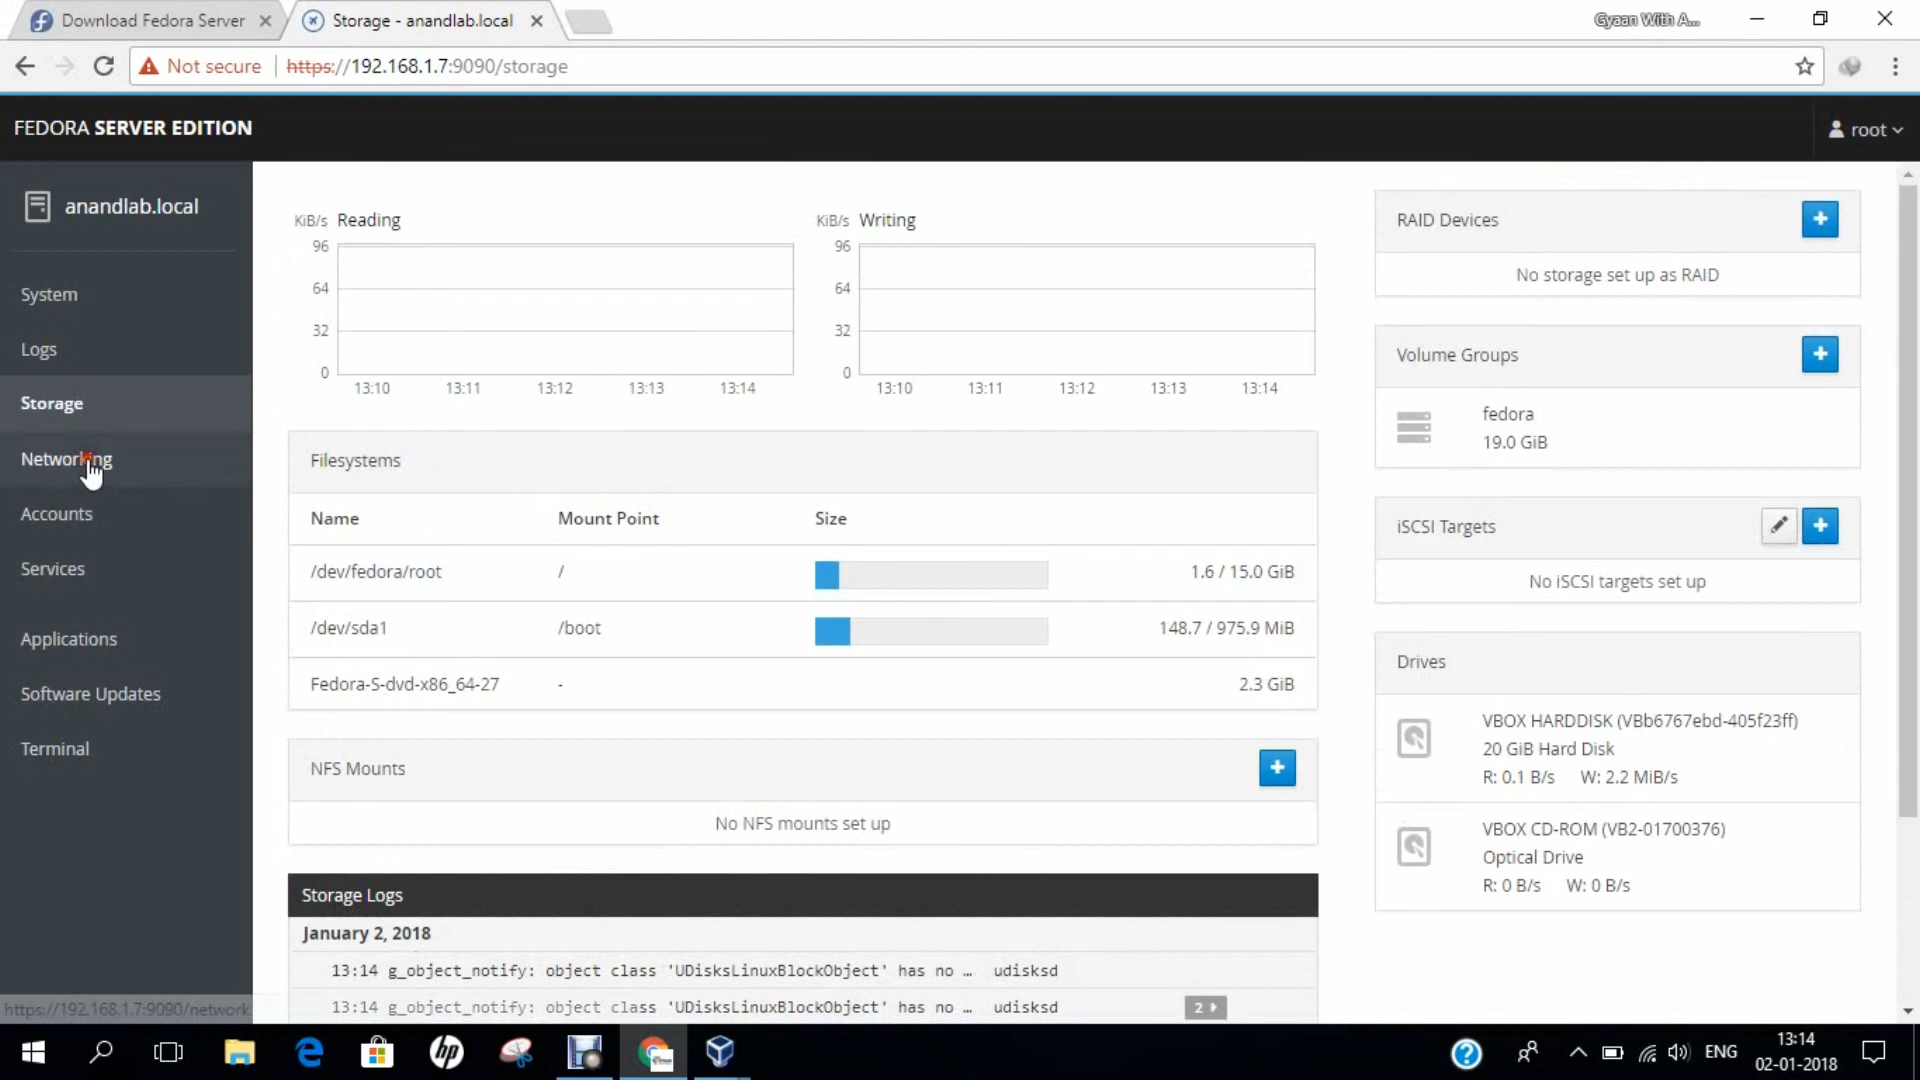 Download Fedora Server
Storage - anandlab.local
Gyaan With A...
Not secure
https://192.168.1.7:9090/storage
FEDORA SERVER EDITION
root
anandlab.local
System
Logs
Storage
Networking
Accounts
Services
Applications
Software Updates
Terminal
KiB/s Reading
96
64
32
0
13:10 13:11 13:12 13:13 13:14
KiB/s Writing
96
64
32
0
13:10 13:11 13:12 13:13 13:14
Filesystems
Name Mount Point Size
/dev/fedora/root / 1.6 / 15.0 GiB
/dev/sda1 /boot 148.7 / 975.9 MiB
Fedora-S-dvd-x86_64-27 - 2.3 GiB
NFS Mounts
No NFS mounts set up
Storage Logs
January 2, 2018
13:14 g_object_notify: object class 'UDisksLinuxBlockObject' has no … udisksd
13:14 g_object_notify: object class 'UDisksLinuxBlockObject' has no … udisksd 2
RAID Devices
No storage set up as RAID
Volume Groups
fedora
19.0 GiB
iSCSI Targets
No iSCSI targets set up
Drives
VBOX HARDDISK (VBb6767ebd-405f23ff)
20 GiB Hard Disk
R: 0.1 B/s W: 2.2 MiB/s
VBOX CD-ROM (VB2-01700376)
Optical Drive
R: 0 B/s W: 0 B/s
https://192.168.1.7:9090/network
hp
ENG
13:14
02-01-2018